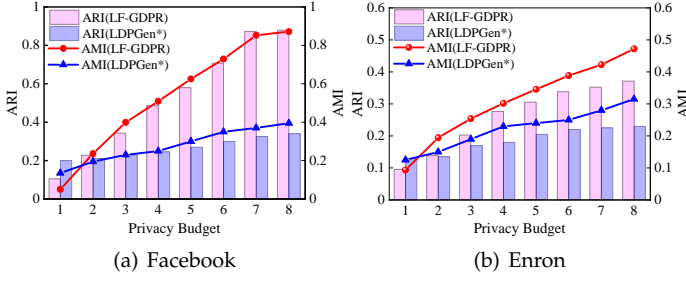 ARI(LF-GDPR)
ARI(LDPGen*)
AMI(LF-GDPR)
AMI(LDPGen*)
1
0.8
0.6
0.4
0.2
0
ARI
1
0.8
0.6
0.4
0.2
0
AMI
1 2 3 4 5 6 7 8
Privacy Budget
(a) Facebook
ARI(LF-GDPR)
ARI(LDPGen*)
AMI(LF-GDPR)
AMI(LDPGen*)
0.6
0.5
0.4
0.3
0.2
0.1
0.0
ARI
0.6
0.5
0.4
0.3
0.2
0.1
0.0
AMI
1 2 3 4 5 6 7 8
Privacy Budget
(b) Enron